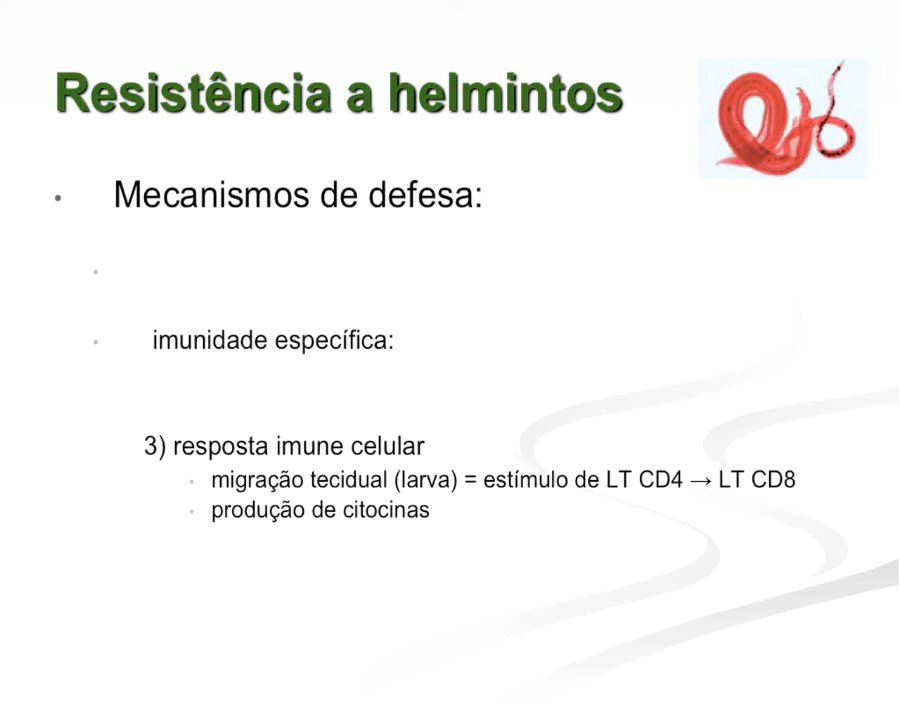 Resistência a helmintos
• Mecanismos de defesa:
•
• imunidade específica:
3) resposta imune celular
• migração tecidual (larva) = estímulo de LT CD4 → LT CD8
• produção de citocinas